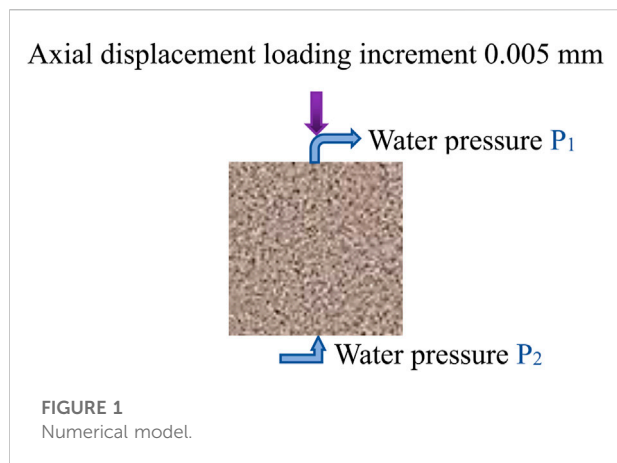 Axial displacement loading increment 0.005 mm
Water pressure P₁
Water pressure P₂
FIGURE 1
Numerical model.